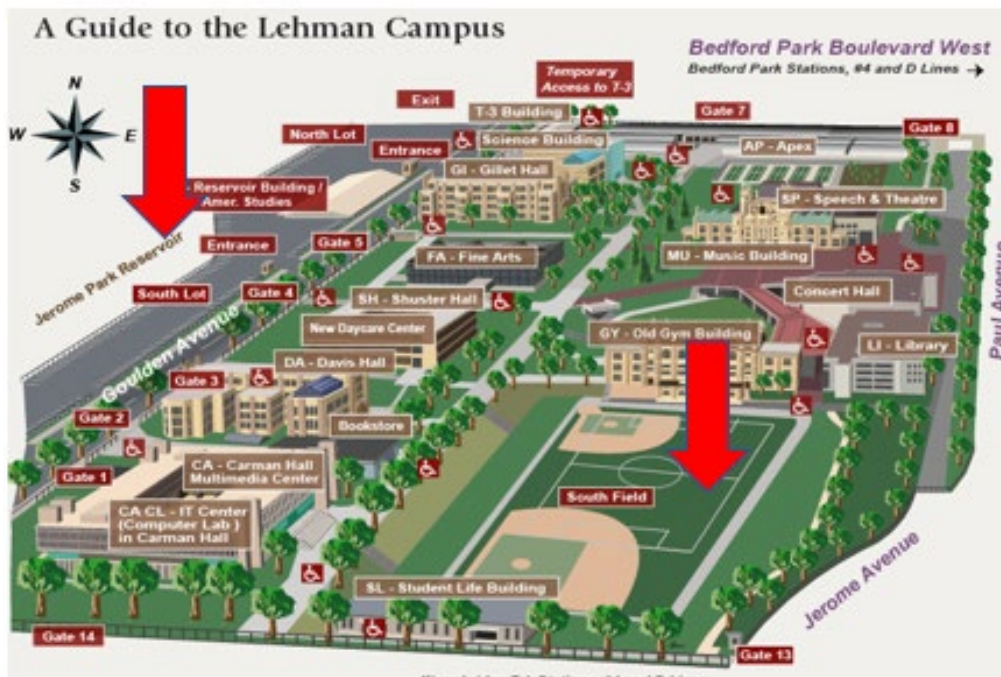 A Guide to the Lehman Campus
Bedford Park Boulevard West
Bedford Park Stations, #4 and D Lines →
N
W
E
S
Temporary
Access to T-3
Exit
T-3 Building
Gate 7
Gate 8
North Lot
Science Building
Entrance
AP - Apex
GI - Gillet Hall
- Reservoir Building /
Amer. Studies
SP - Speech & Theatre
Jerome Park Reservoir
Entrance
Gate 5
FA - Fine Arts
MU - Music Building
South Lot
Gate 4
SH - Shuster Hall
Concert Hall
Paul Avenue
Goulden Avenue
New Daycare Center
GY - Old Gym Building
LI - Library
DA - Davis Hall
Gate 3
Gate 2
Bookstore
CA - Carman Hall
Multimedia Center
Gate 1
South Field
CA CL - IT Center
(Computer Lab )
in Carman Hall
SL - Student Life Building
Jerome Avenue
Gate 14
Gate 13